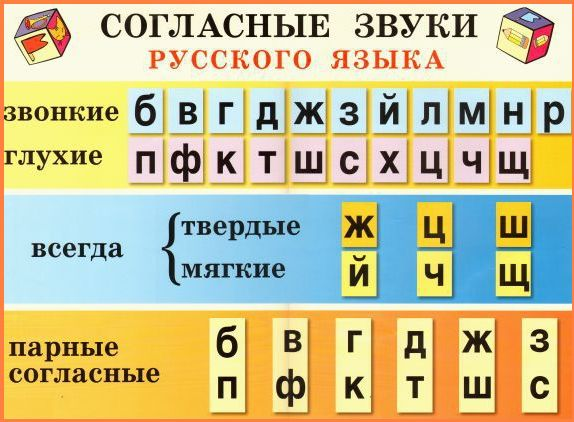 СОГЛАСНЫЕ ЗВУКИ
РУССКОГО ЯЗЫКА
звонкие б в г д ж з й л м н р
глухие п ф к т ш с х ц ч щ
всегда
твердые ж ц ш
мягкие й ч щ
парные
согласные
б в г д ж з
п ф к т ш с